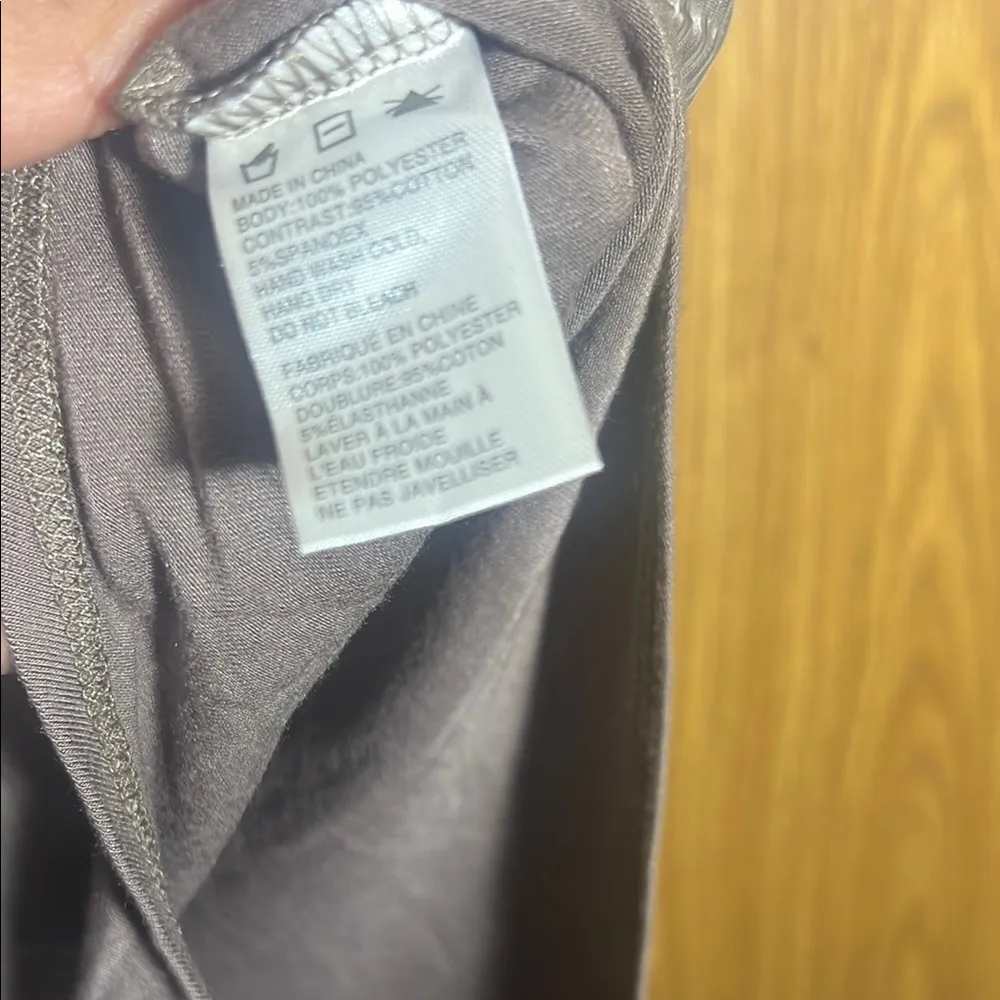 MADE IN CHINA
BODY:100% POLYESTER
CONTRAST:95%COTTON
5%SPANDEX
HAND WASH COLD,
HANG DRY
DO NOT BLEACH
FABRIQUÉ EN CHINE
CORPS:100% POLYESTER
DOUBLURE:95%COTON
5%ÉLASTHANNE
LAVER À LA MAIN À
L'EAU FROIDE
ETENDRE MOUILLE
NE PAS JAVELLISER